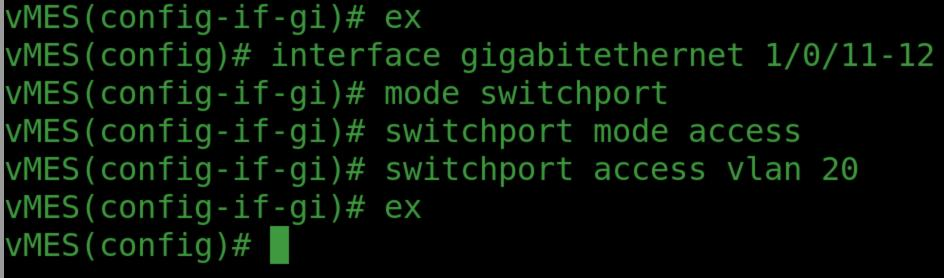 vMES(config-if-gi)# ex
vMES(config)# interface gigabitethernet 1/0/11-12
vMES(config-if-gi)# mode switchport
vMES(config-if-gi)# switchport mode access
vMES(config-if-gi)# switchport access vlan 20
vMES(config-if-gi)# ex
vMES(config)#